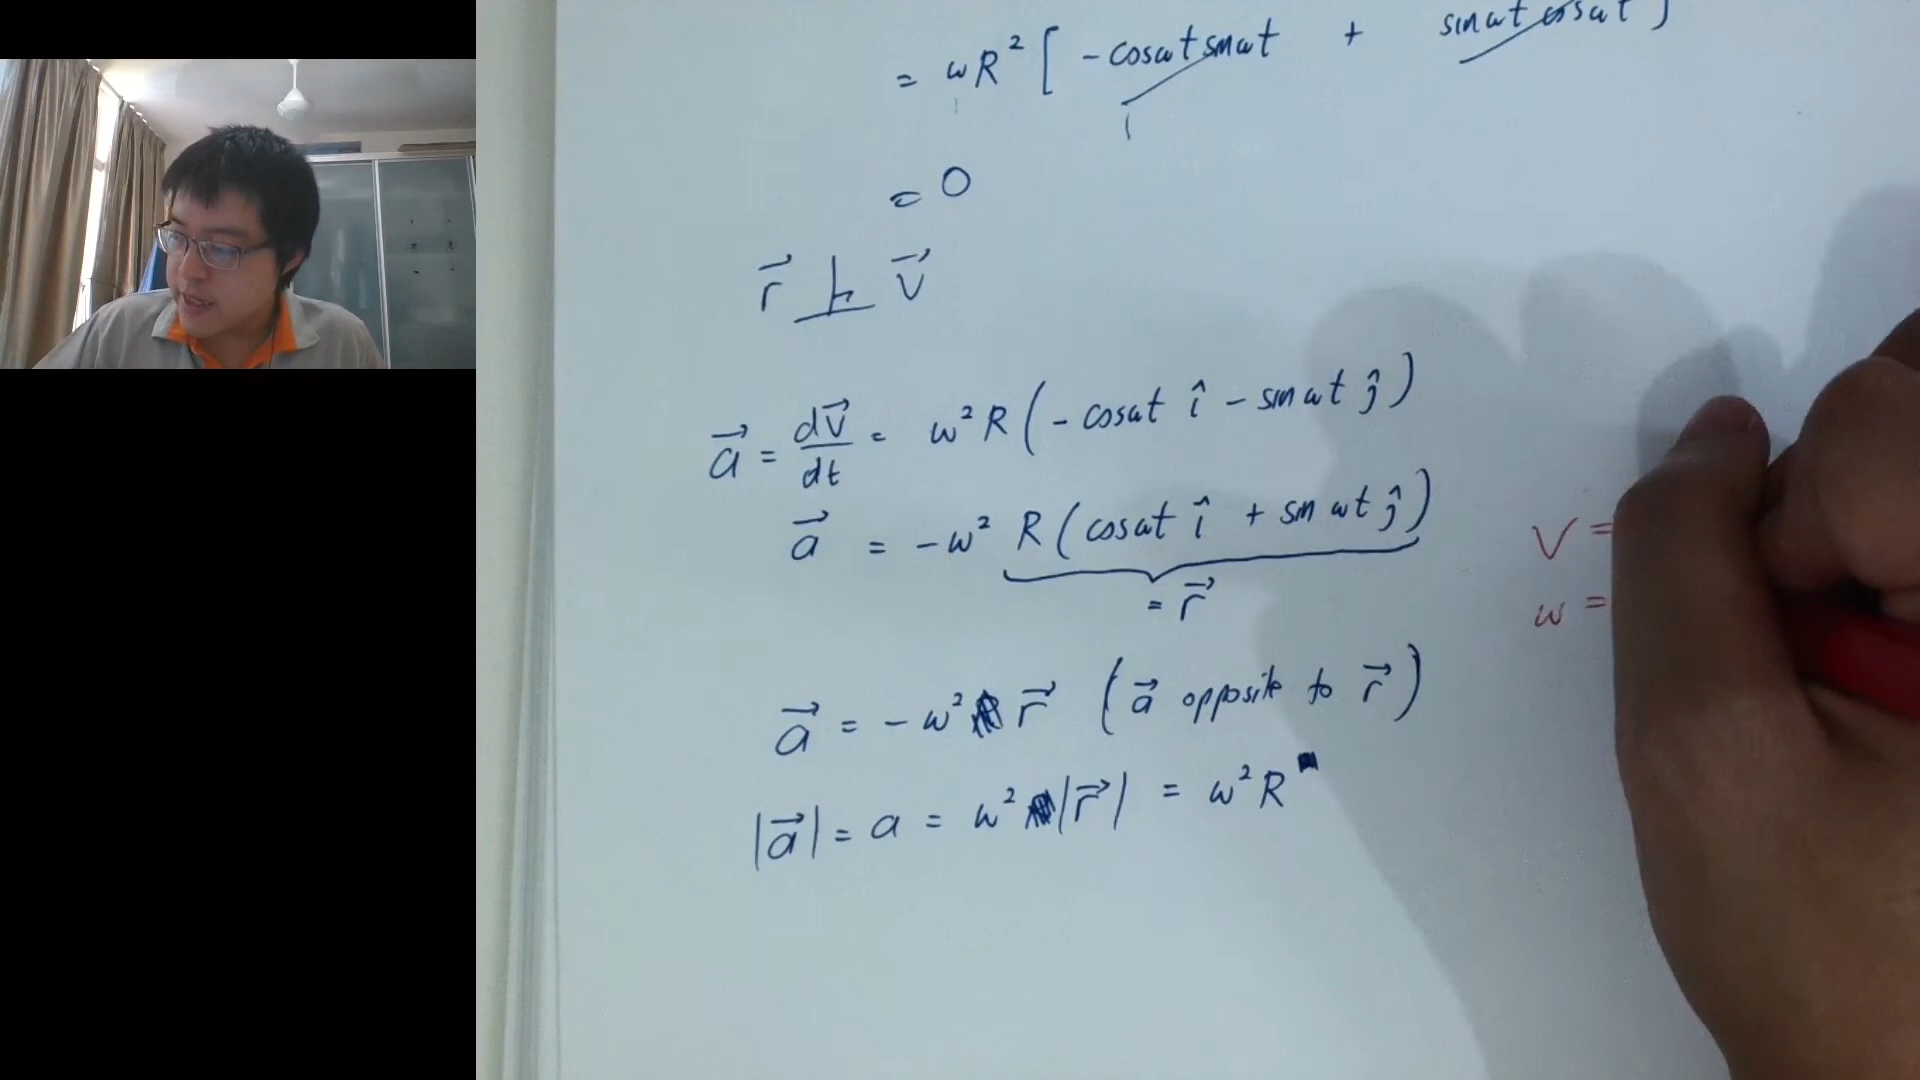 = ωR² [ -cosωt sinωt + sinωt cosωt ]
= 0
r⃗ ⊥ v⃗
a⃗ = dv⃗/dt = ω²R ( - cosωt î - sinωt ĵ )
a⃗ = -ω² R ( cosωt î + sinωt ĵ )
= r⃗
v =
ω =
a⃗ = -ω² r⃗ ( a⃗ opposite to r⃗ )
|a⃗| = a = ω² |r⃗| = ω²R